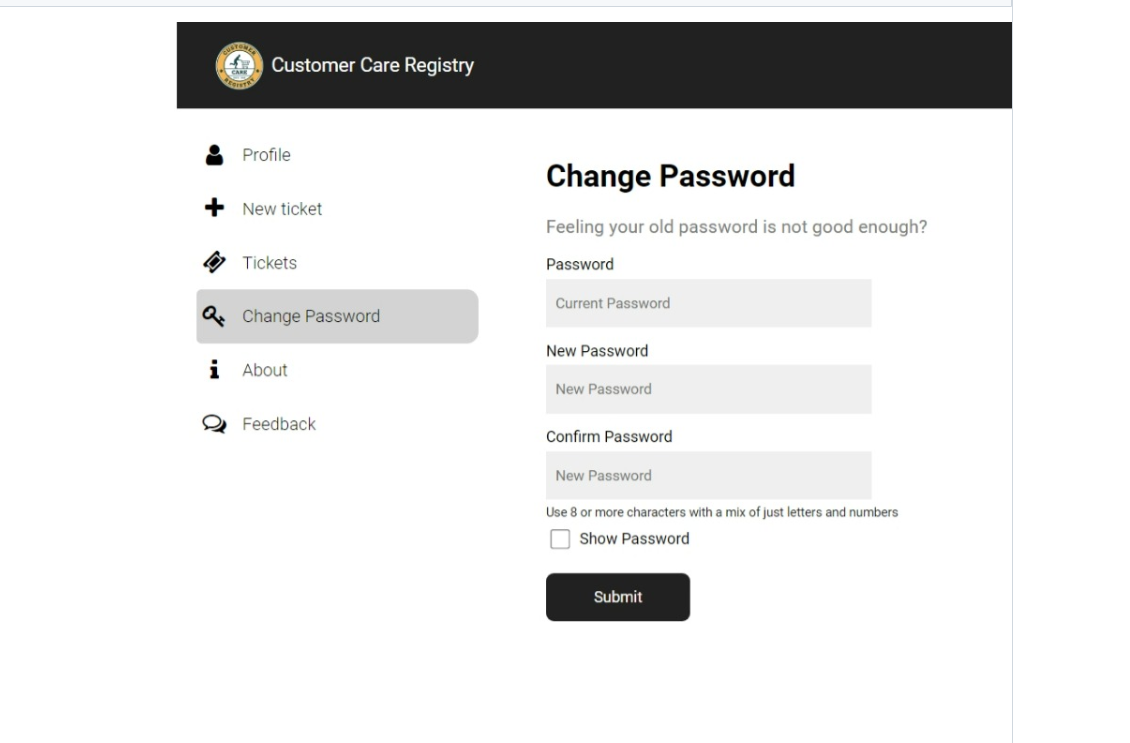 CUSTOMER
CARE
REGISTRY
Customer Care Registry
Profile
New ticket
Tickets
Change Password
About
Feedback
Change Password
Feeling your old password is not good enough?
Password
Current Password
New Password
New Password
Confirm Password
New Password
Use 8 or more characters with a mix of just letters and numbers
Show Password
Submit